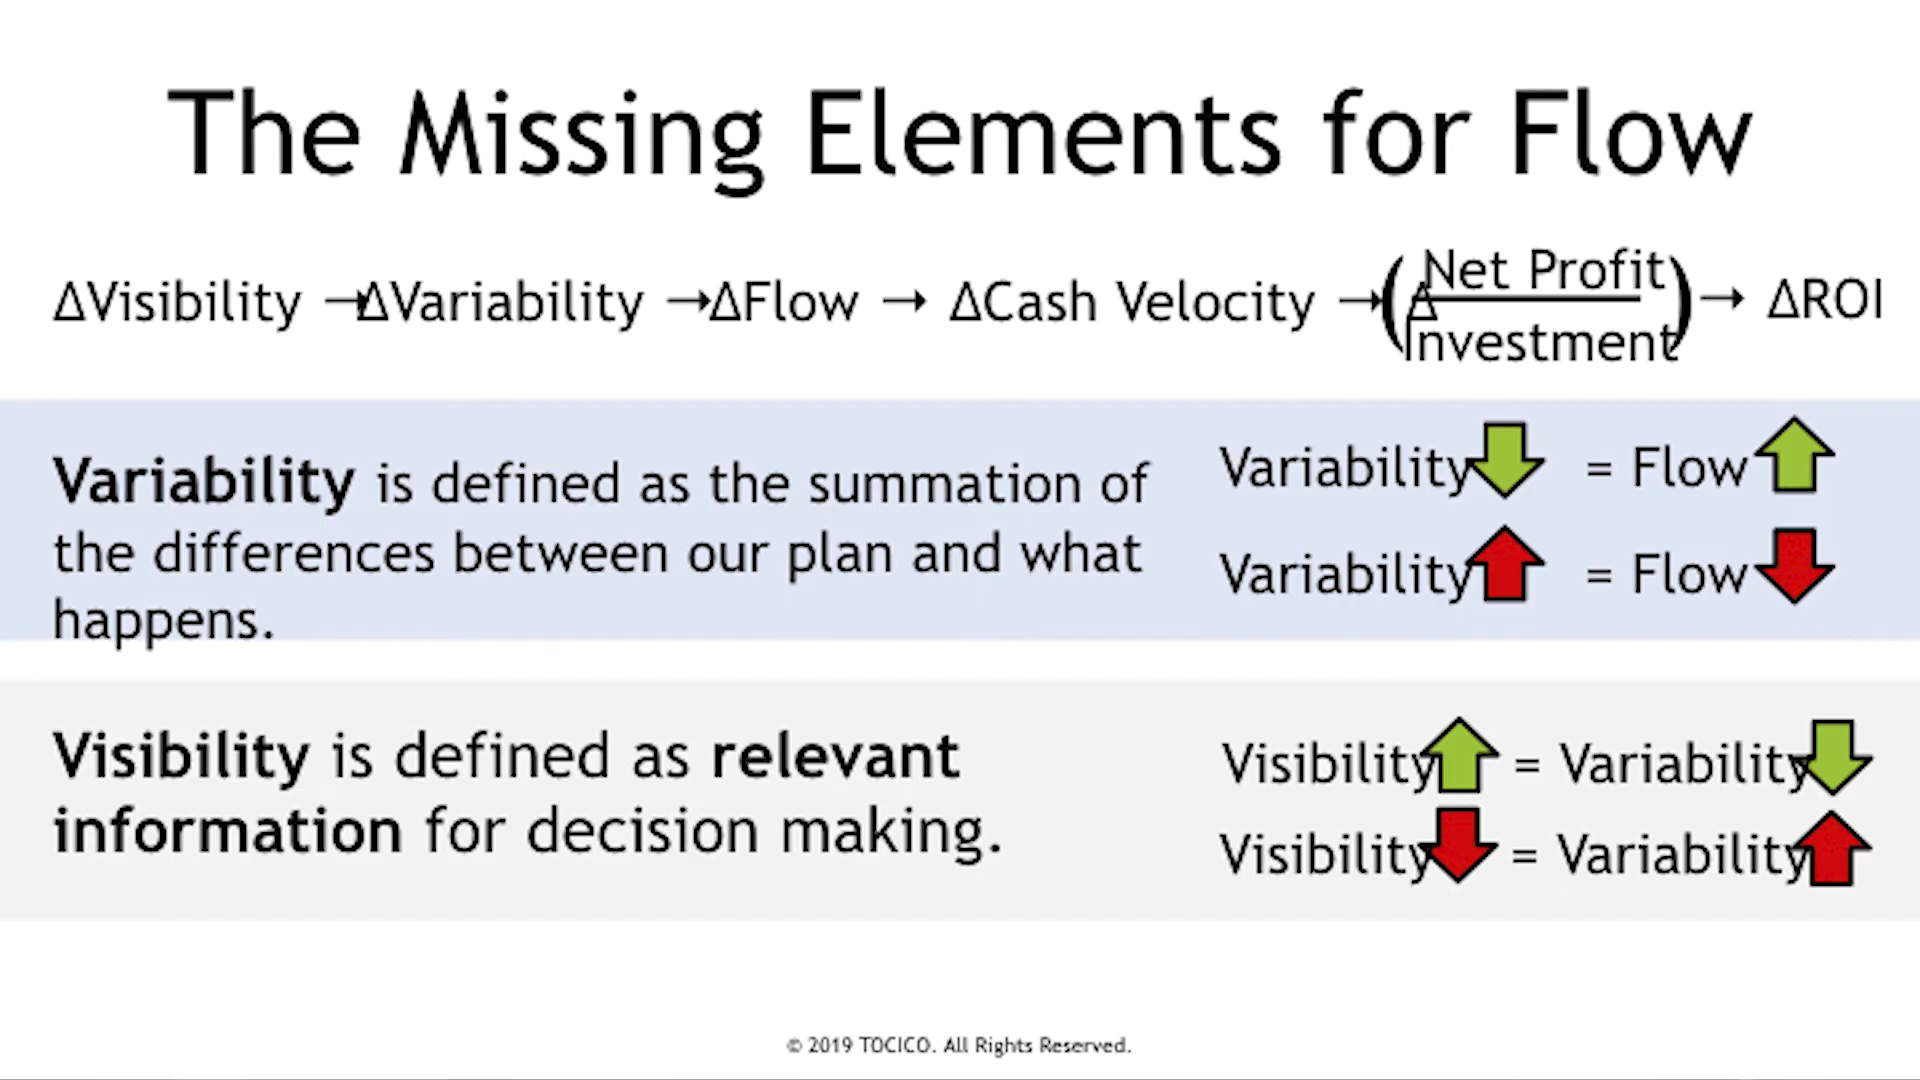 The Missing Elements for Flow
ΔVisibility →ΔVariability →ΔFlow → ΔCash Velocity →(Δ Net Profit / Investment) → ΔROI
Variability is defined as the summation of
the differences between our plan and what
happens.
Variability = Flow
Variability = Flow
Visibility is defined as relevant
information for decision making.
Visibility = Variability
Visibility = Variability
© 2019 TOCICO. All Rights Reserved.